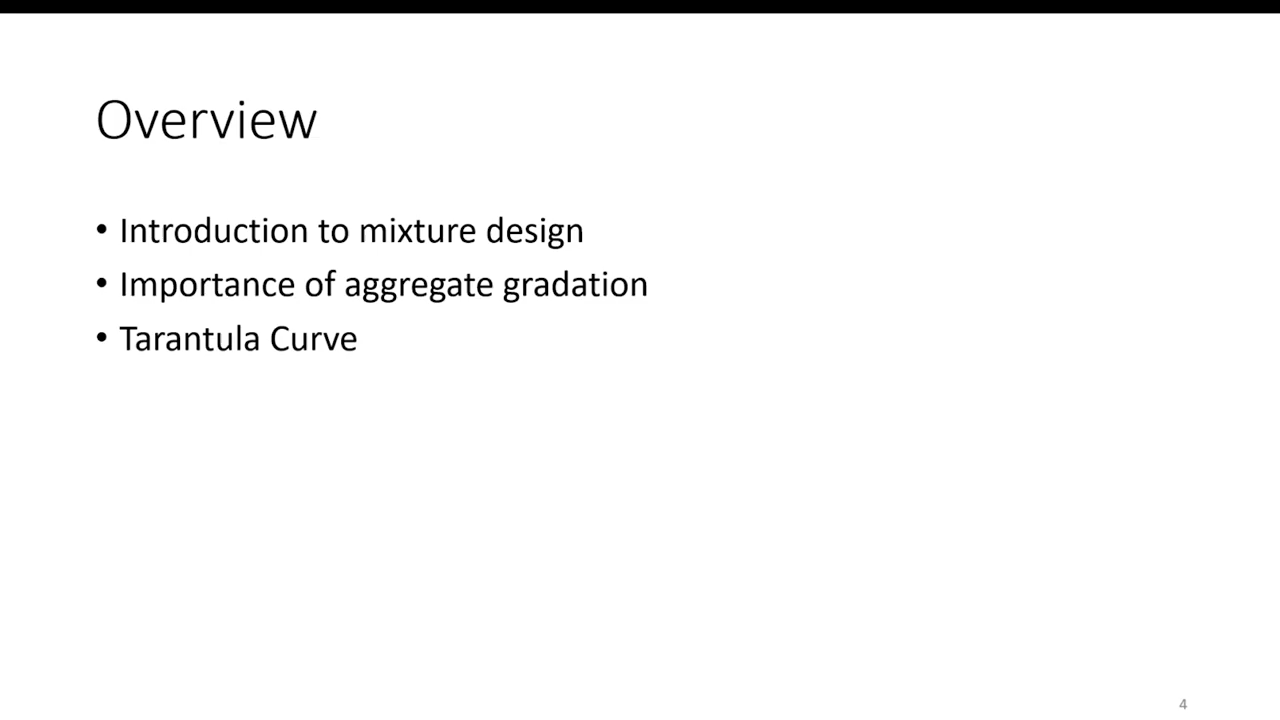 Overview
• Introduction to mixture design
• Importance of aggregate gradation
• Tarantula Curve
4